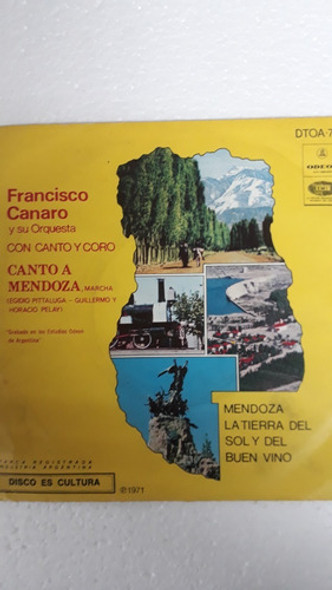 DTOA-7
ODEON
Francisco
Canaro
y su Orquesta
CON CANTO Y CORO
CANTO A
MENDOZA, MARCHA
(EGIDIO PITTALUGA - GUILLERMO Y
HORACIO PELAY)
"Grabado en los Estudios Odeon
de Argentina"
MENDOZA
LA TIERRA DEL
SOL Y DEL
BUEN VINO
MARCA REGISTRADA
INDUSTRIA ARGENTINA
DISCO ES CULTURA
℗1971